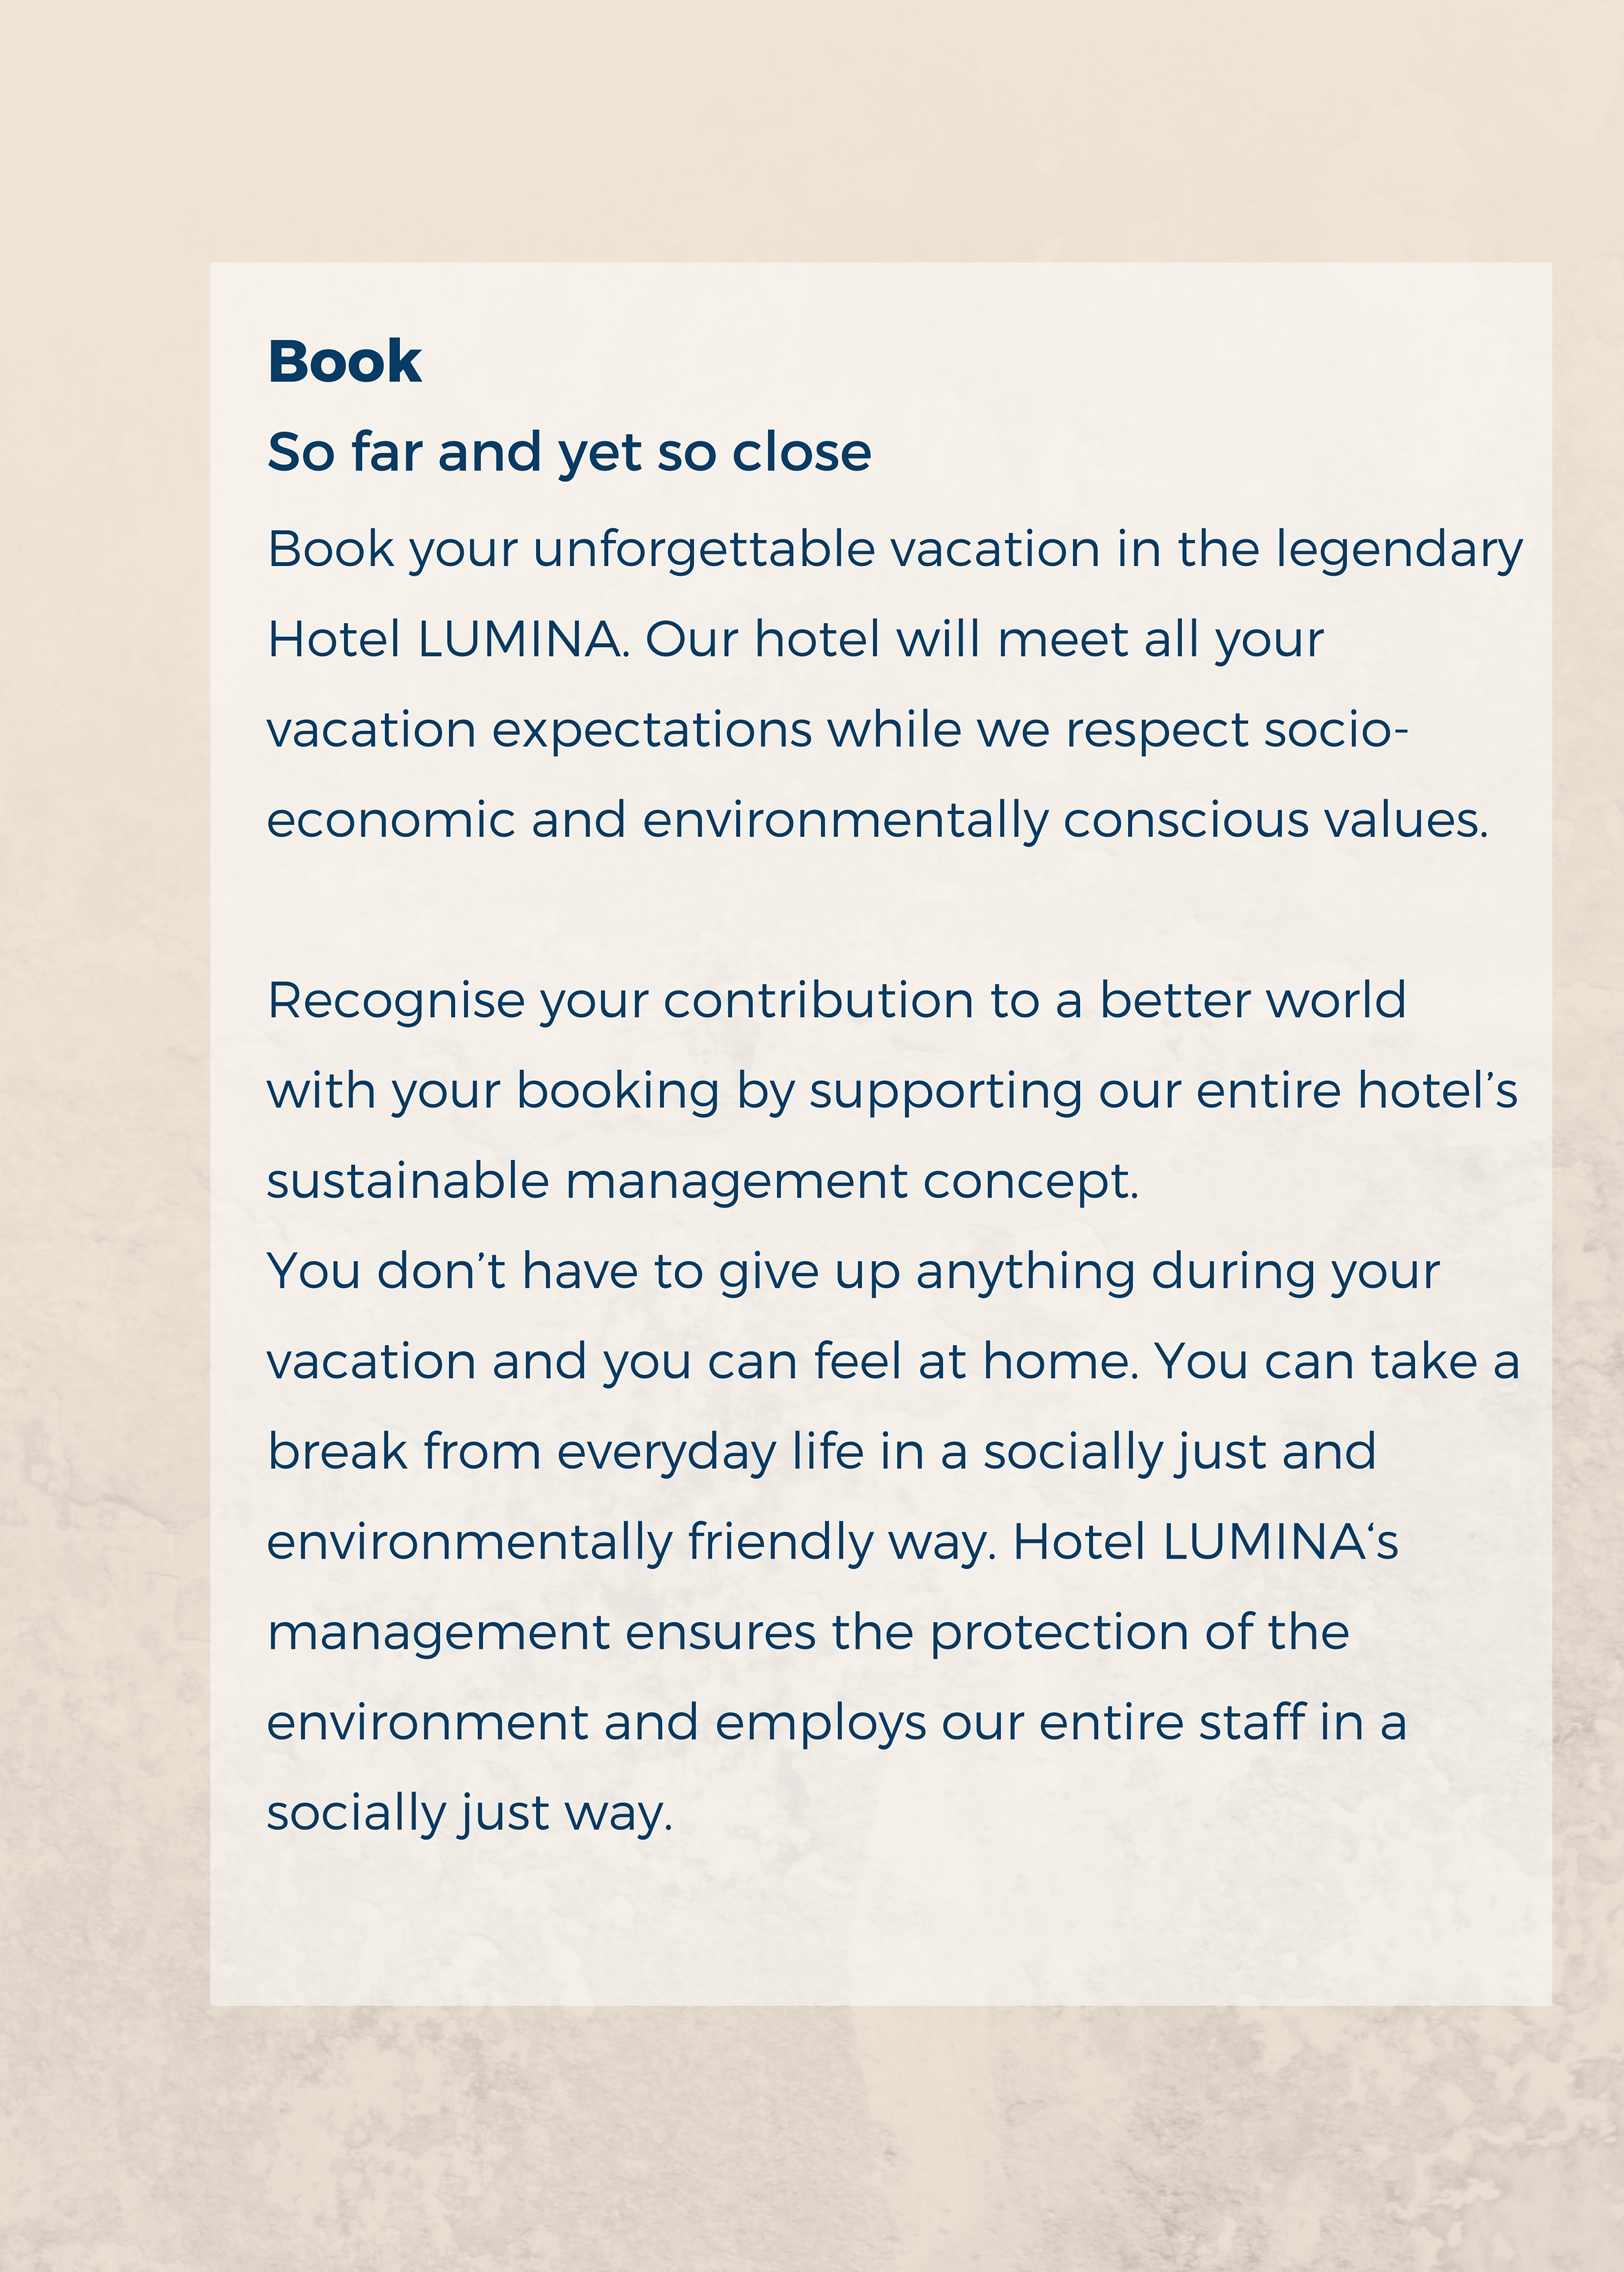 Book
So far and yet so close
Book your unforgettable vacation in the legendary
Hotel LUMINA. Our hotel will meet all your
vacation expectations while we respect socio-
economic and environmentally conscious values.
Recognise your contribution to a better world
with your booking by supporting our entire hotel’s
sustainable management concept.
You don’t have to give up anything during your
vacation and you can feel at home. You can take a
break from everyday life in a socially just and
environmentally friendly way. Hotel LUMINA‘s
management ensures the protection of the
environment and employs our entire staff in a
socially just way.